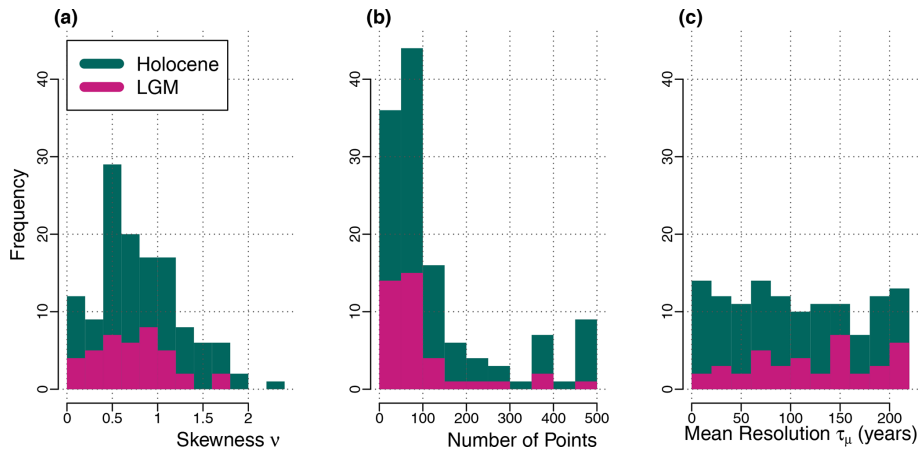 (a) (b) (c)
Holocene
LGM
Frequency
0 10 20 30 40
0 0.5 1 1.5 2
Skewness ν
0 10 20 30 40
0 100 200 300 400 500
Number of Points
0 10 20 30 40
0 50 100 150 200
Mean Resolution τμ (years)